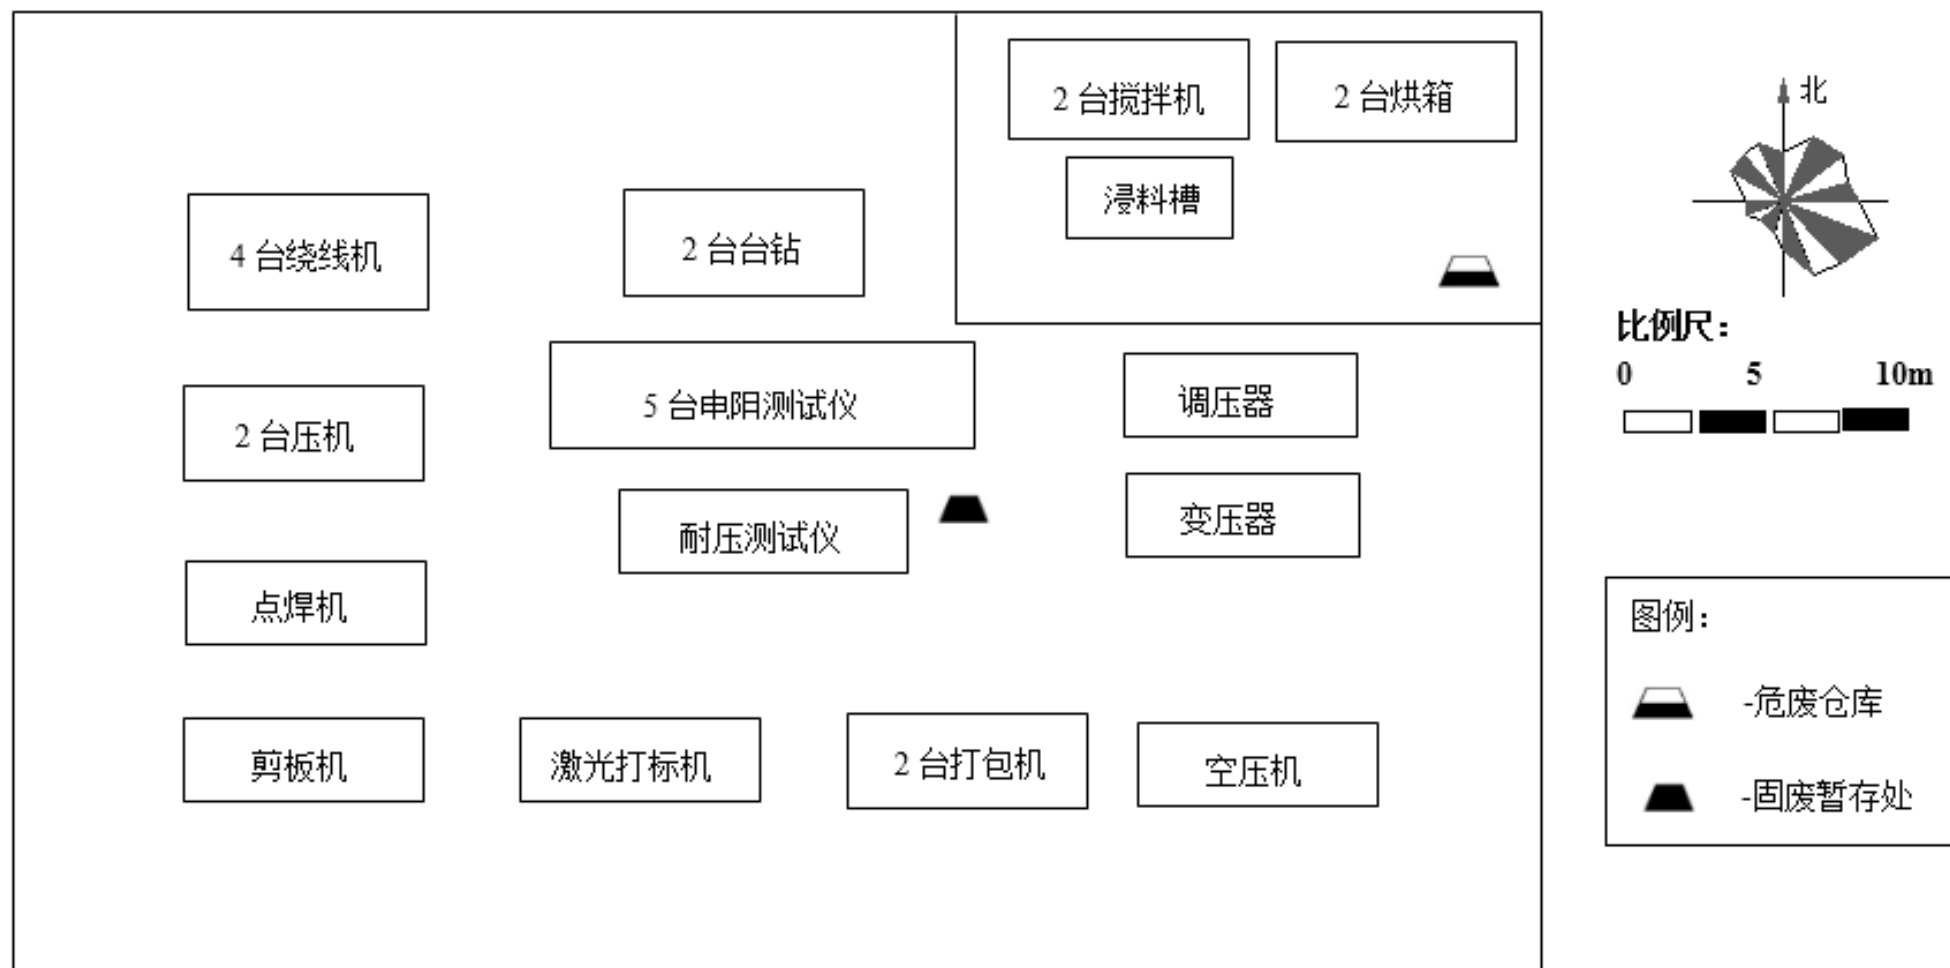 2 台搅拌机
2 台烘箱
北
浸料槽
4 台绕线机
2 台台钻
比例尺：
0 5 10m
5 台电阻测试仪
调压器
2 台压机
耐压测试仪
变压器
点焊机
图例：
-危废仓库
剪板机
激光打标机
2 台打包机
空压机
-固废暂存处